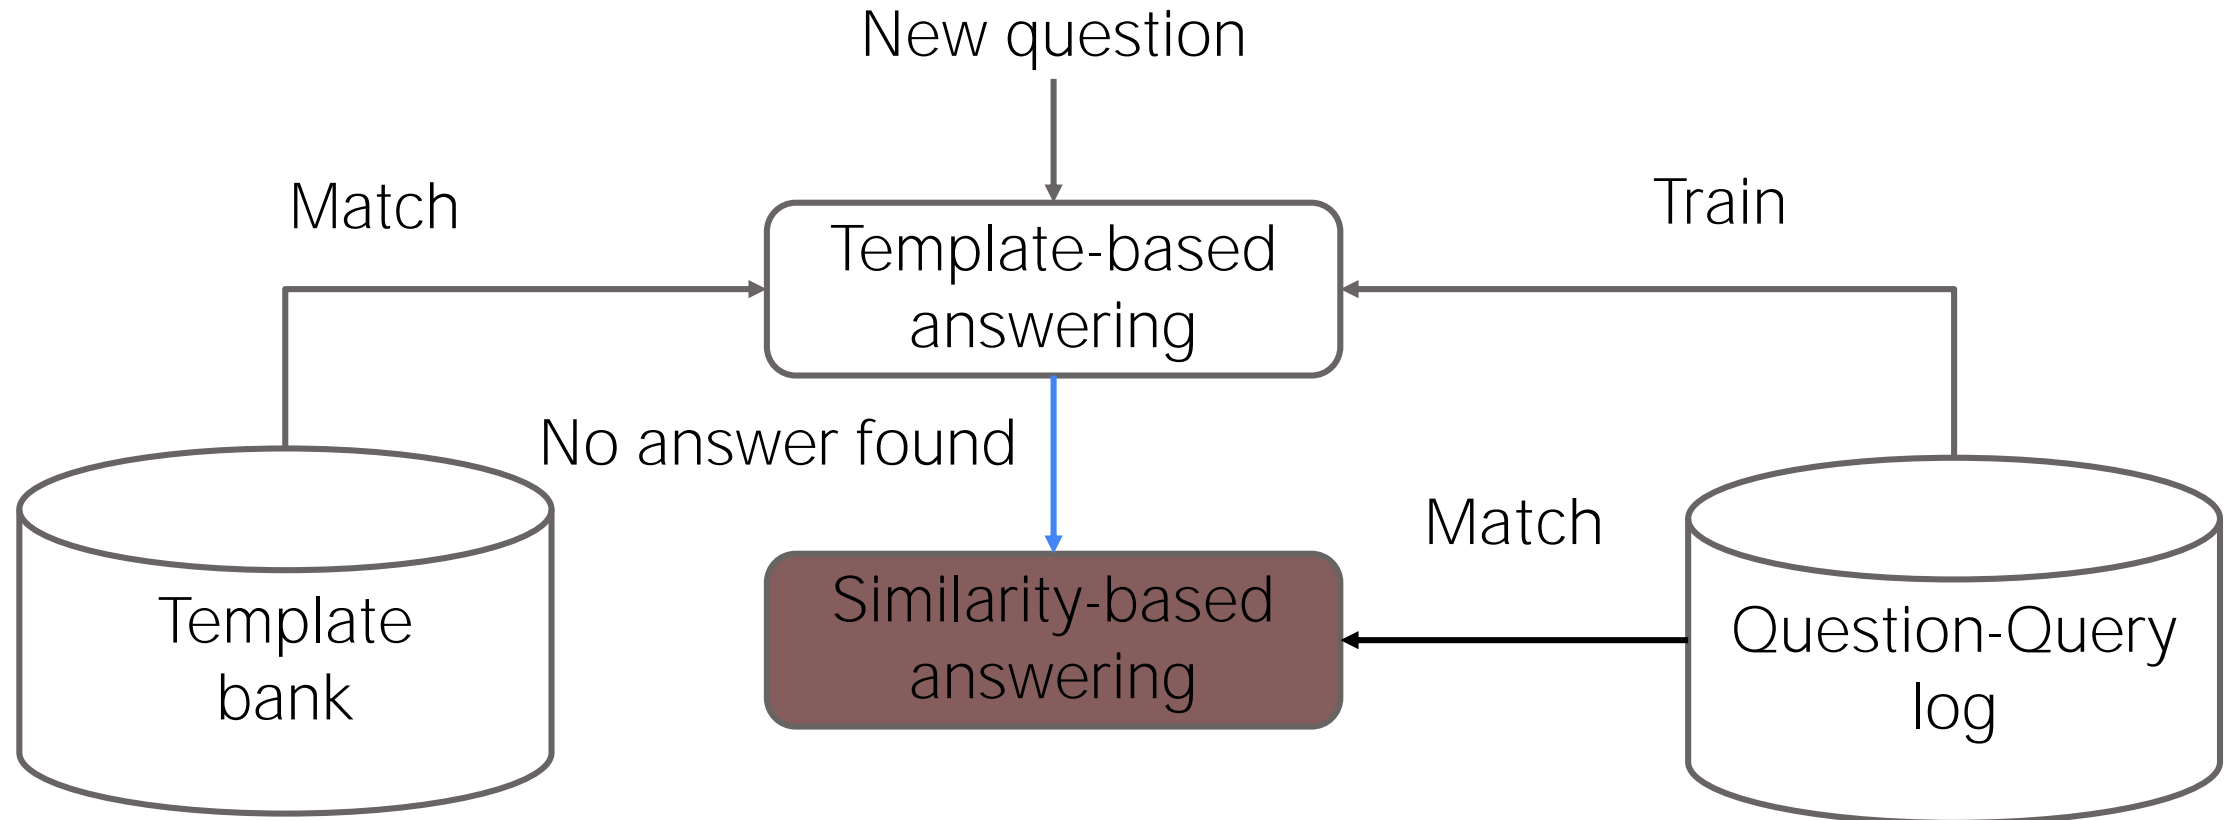 New question
Match
Train
Template-based
answering
No answer found
Match
Template
bank
Similarity-based
answering
Question-Query
log